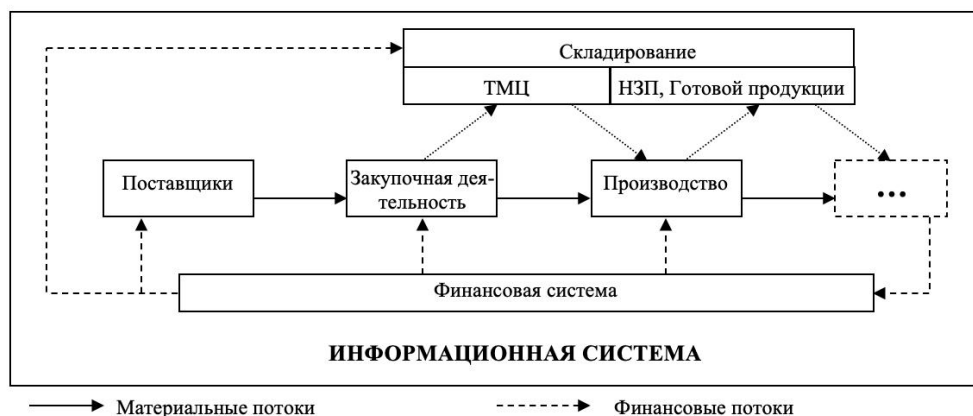 Складирование
ТМЦ
НЗП, Готовой продукции
Поставщики
Закупочная дея-
тельность
Производство
...
Финансовая система
ИНФОРМАЦИОННАЯ СИСТЕМА
Материальные потоки
Финансовые потоки